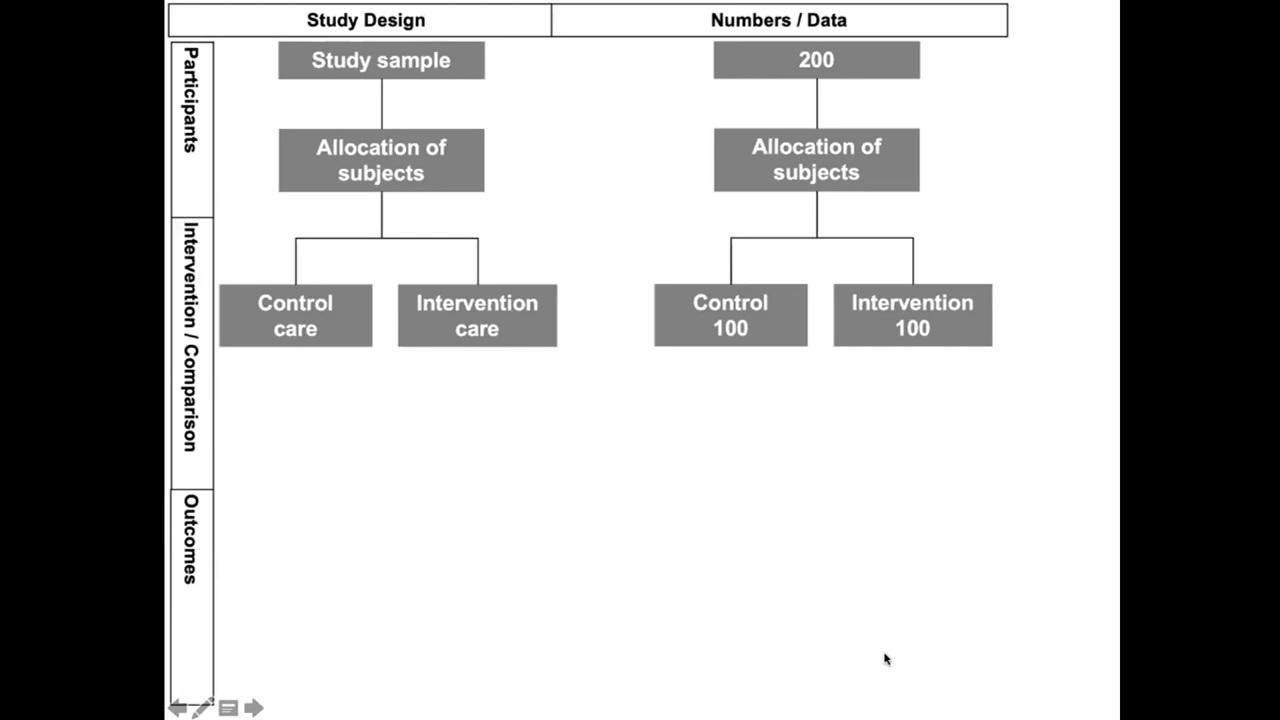 Study Design
Numbers / Data
Participants
Study sample
200
Allocation of
subjects
Allocation of
subjects
Intervention / Comparison
Control
care
Intervention
care
Control
100
Intervention
100
Outcomes